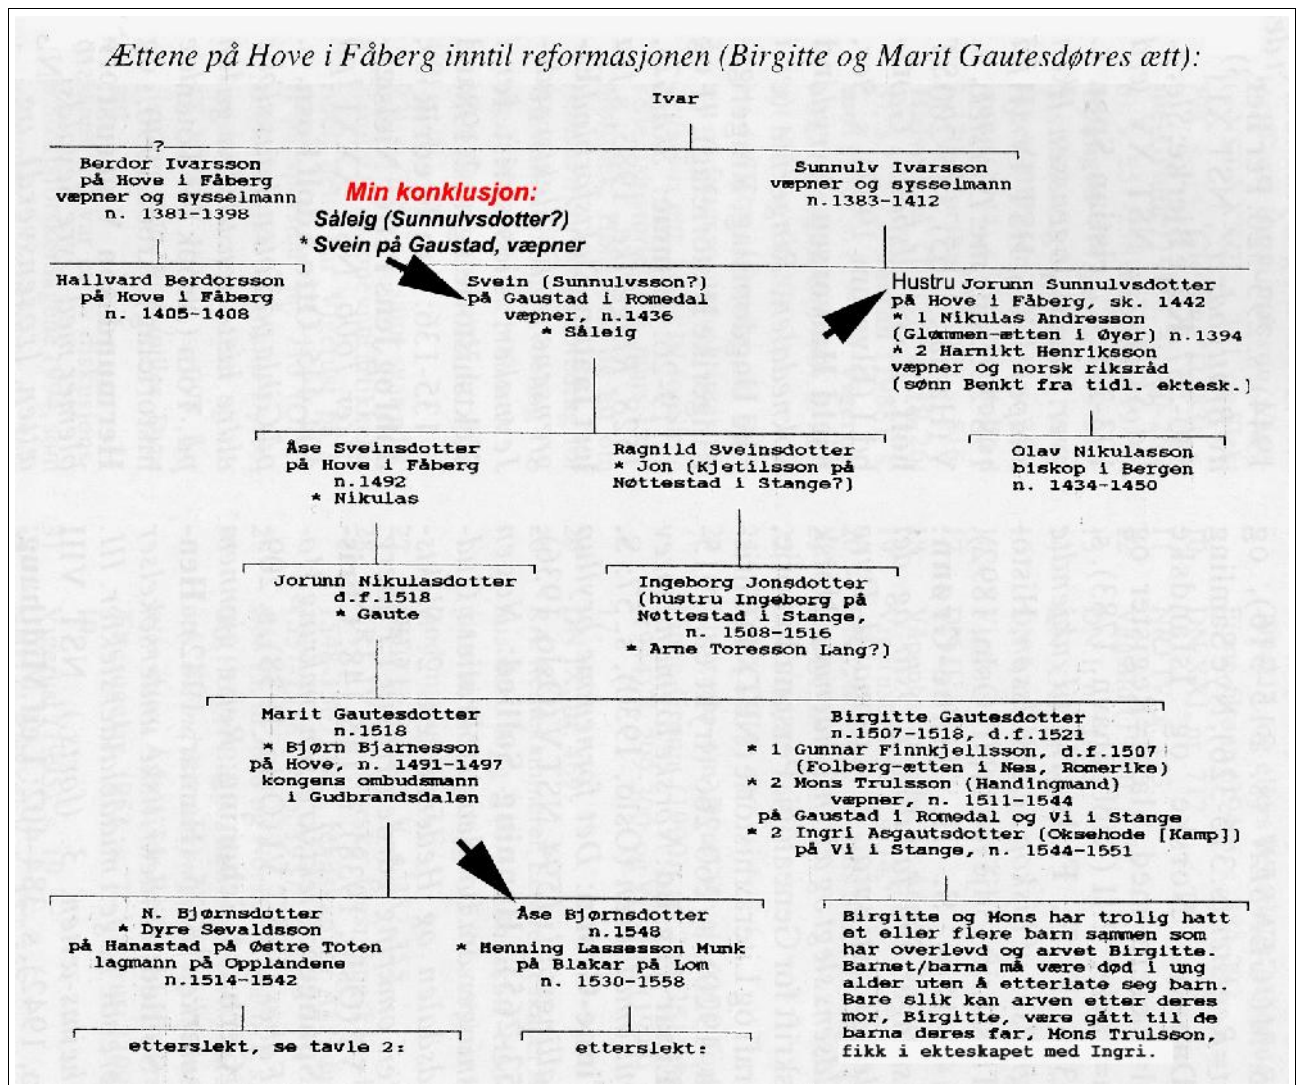 Ættene på Hove i Fåberg inntil reformasjonen (Birgitte og Marit Gautesdøtres ætt):
Ivar
?
Berdor Ivarsson
på Hove i Fåberg
væpner og sysselmann
n. 1381-1398
Sunnulv Ivarsson
væpner og sysselmann
n.1383-1412
Min konklusjon:
Såleig (Sunnulvsdotter?)
* Svein på Gaustad, væpner
Hallvard Berdorsson
på Hove i Fåberg
n. 1405-1408
Svein (Sunnulvsson?)
på Gaustad i Romedal
væpner, n.1436
* Såleig
Hustru Jorunn Sunnulvsdotter
på Hove i Fåberg, sk. 1442
* 1 Nikulas Andresson
(Glømmen-ætten i Øyer) n.1394
* 2 Harnikt Henriksson
væpner og norsk riksråd
(sønn Benkt fra tidl. ektesk.)
Åse Sveinsdotter
på Hove i Fåberg
n.1492
* Nikulas
Ragnild Sveinsdotter
* Jon (Kjetilsson på
Nøttestad i Stange?)
Olav Nikulasson
biskop i Bergen
n. 1434-1450
Jorunn Nikulasdotter
d.f.1518
* Gaute
Ingeborg Jonsdotter
(hustru Ingeborg på
Nøttestad i Stange,
n. 1508-1516
* Arne Toresson Lang?)
Marit Gautesdotter
n.1518
* Bjørn Bjarnesson
på Hove, n. 1491-1497
kongens ombudsmann
i Gudbrandsdalen
Birgitte Gautesdotter
n.1507-1518, d.f.1521
* 1 Gunnar Finnkjellsson, d.f.1507
(Folberg-ætten i Nes, Romerike)
* 2 Mons Trulsson (Handingmand)
væpner, n. 1511-1544
på Gaustad i Romedal og Vi i Stange
* 2 Ingri Asgautsdotter (Oksehode [Kamp])
på Vi i Stange, n. 1544-1551
N. Bjørnsdotter
* Dyre Sevaldsson
på Hanastad på Østre Toten
lagmann på Opplandene
n.1514-1542
Åse Bjørnsdotter
n.1548
* Henning Lassesson Munk
på Blakar på Lom
n. 1530-1558
Birgitte og Mons har trolig hatt
et eller flere barn sammen som
har overlevd og arvet Birgitte.
Barnet/barna må være død i ung
alder uten å etterlate seg barn.
Bare slik kan arven etter deres
mor, Birgitte, være gått til de
barna deres far, Mons Trulsson,
fikk i ekteskapet med Ingri.
etterslekt, se tavle 2:
etterslekt: